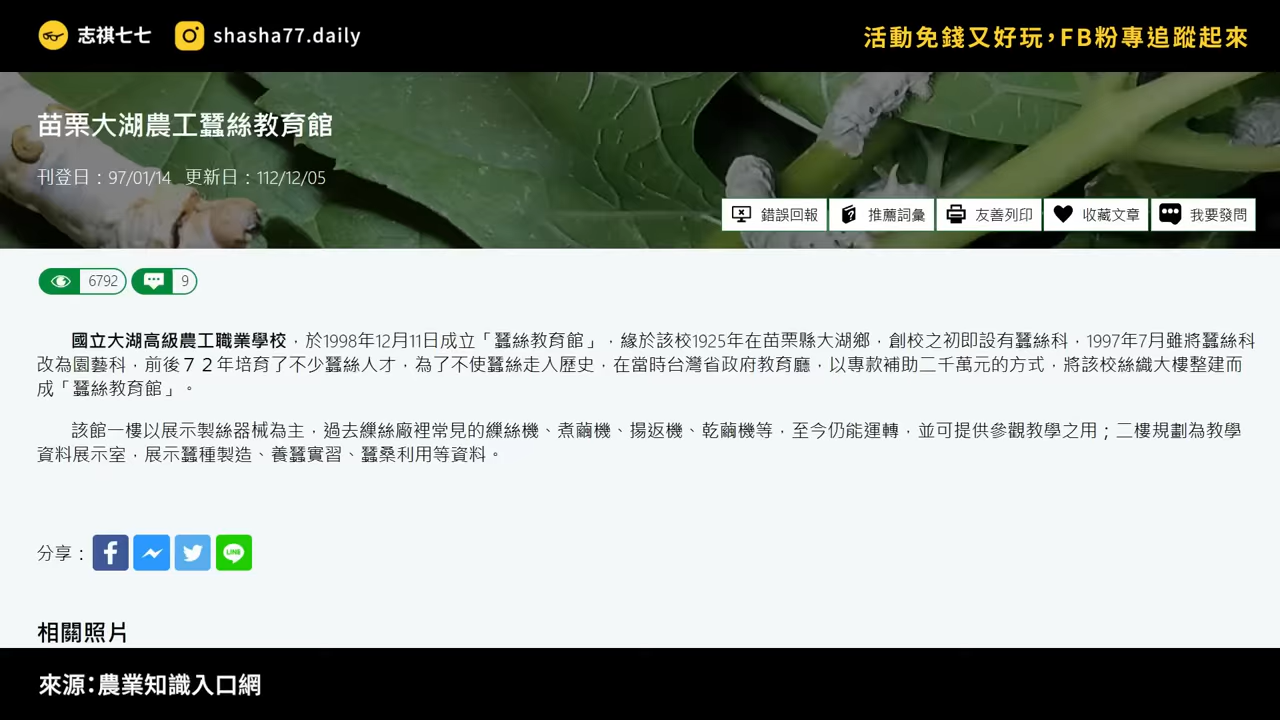 志祺七七 shasha77.daily 活動免錢又好玩，FB粉專追蹤起來
苗栗大湖農工蠶絲教育館
刊登日：97/01/14 更新日：112/12/05
錯誤回報 推薦詞彙 友善列印 收藏文章 我要發問
6792 9
國立大湖高級農工職業學校，於1998年12月11日成立「蠶絲教育館」，緣於該校1925年在苗栗縣大湖鄉，創校之初即設有蠶絲科，1997年7月雖將蠶絲科
改為園藝科，前後７２年培育了不少蠶絲人才，為了不使蠶絲走入歷史，在當時台灣省政府教育廳，以專款補助二千萬元的方式，將該校絲織大樓整建而
成「蠶絲教育館」。
該館一樓以展示製絲器械為主，過去繅絲廠裡常見的繅絲機、煮繭機、揚返機、乾繭機等，至今仍能運轉，並可提供參觀教學之用；二樓規劃為教學
資料展示室，展示蠶種製造、養蠶實習、蠶桑利用等資料。
分享：
LINE
相關照片
來源：農業知識入口網